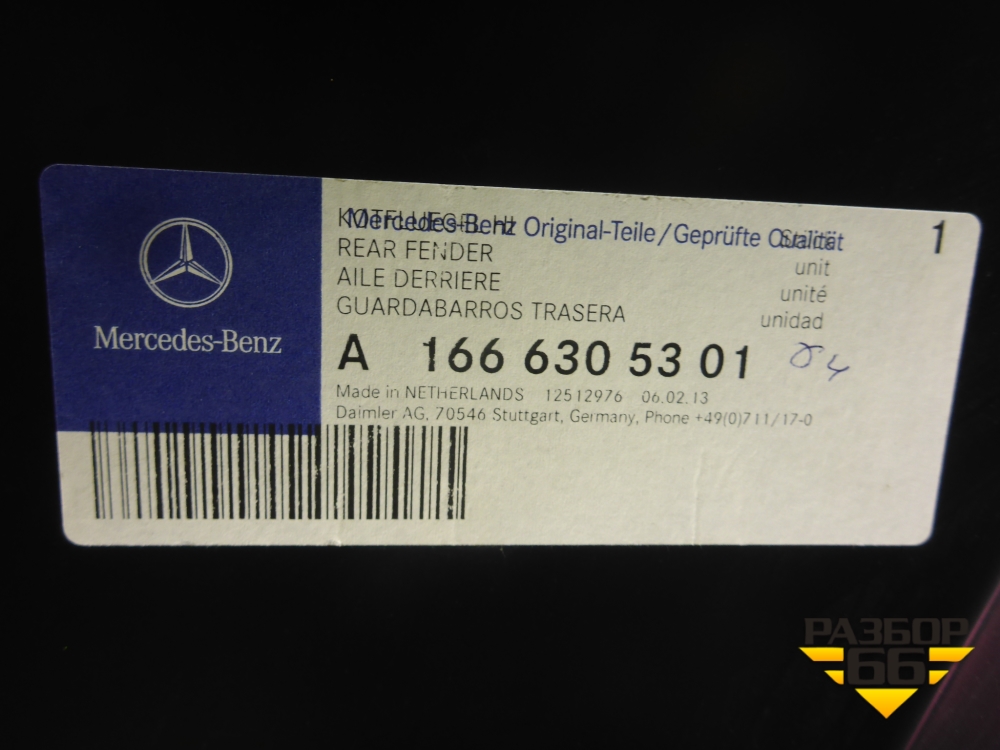 Mercedes-Benz
Mercedes-Benz Original-Teile/Geprüfte Qualität
KOTFLUEGEL HI
1
REAR FENDER
unit
AILE DERRIERE
unité
GUARDABARROS TRASERA
unidad
A 166 630 53 01
Made in NETHERLANDS 12512976 06.02.13
Daimler AG, 70546 Stuttgart, Germany, Phone +49(0)711/17-0
РАЗБОР
66